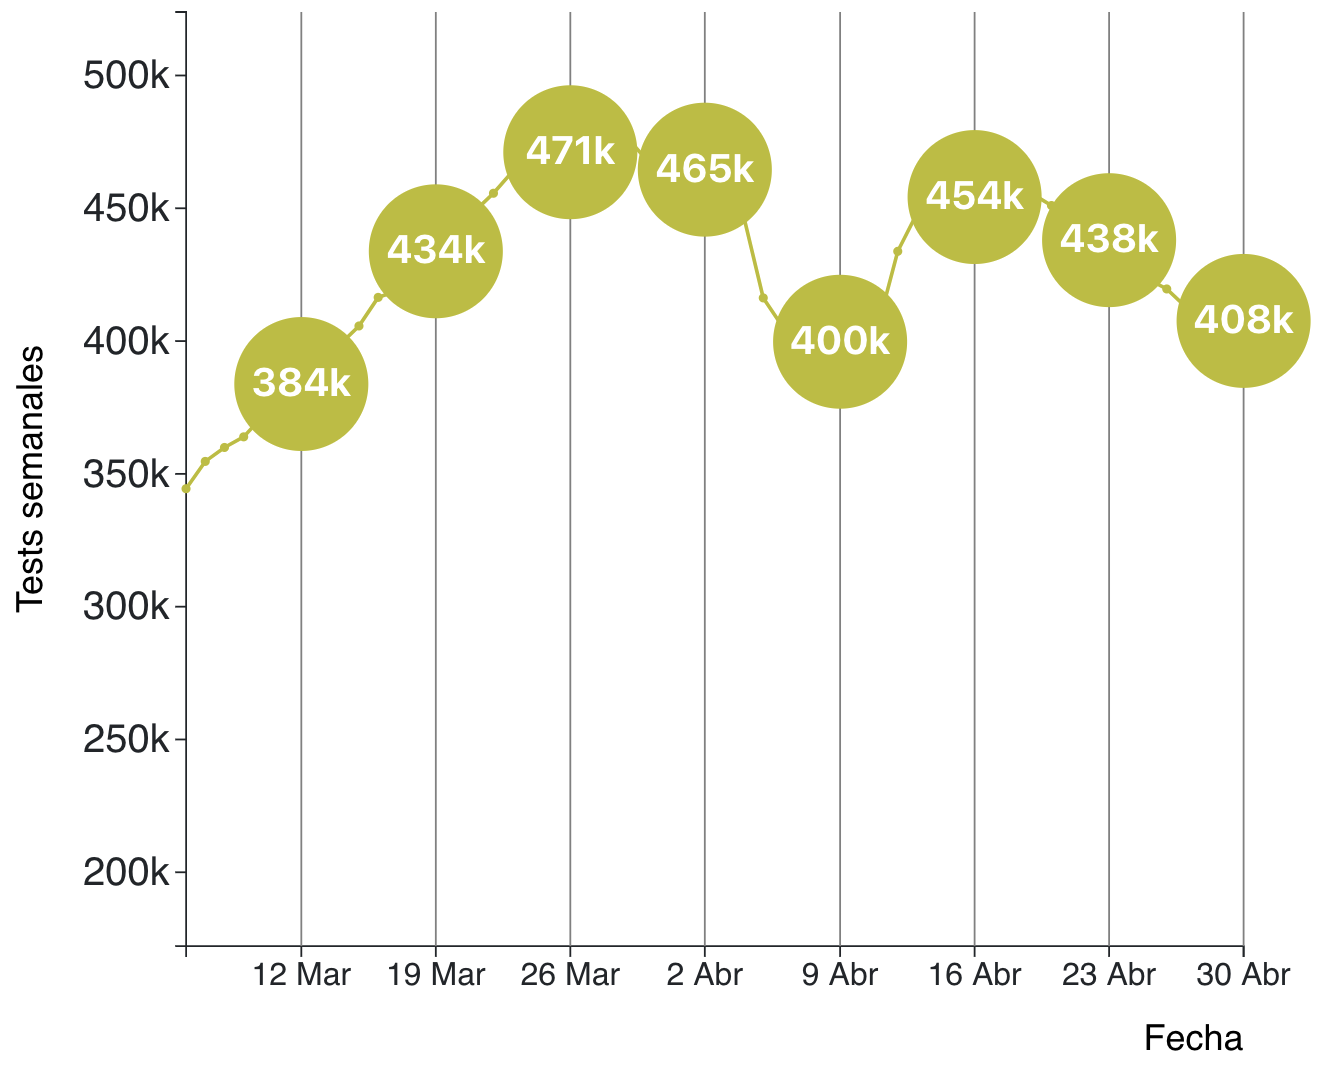 500k
450k
400k
350k
300k
250k
200k
Tests semanales
384k
434k
471k
465k
400k
454k
438k
408k
12 Mar
19 Mar
26 Mar
2 Abr
9 Abr
16 Abr
23 Abr
30 Abr
Fecha